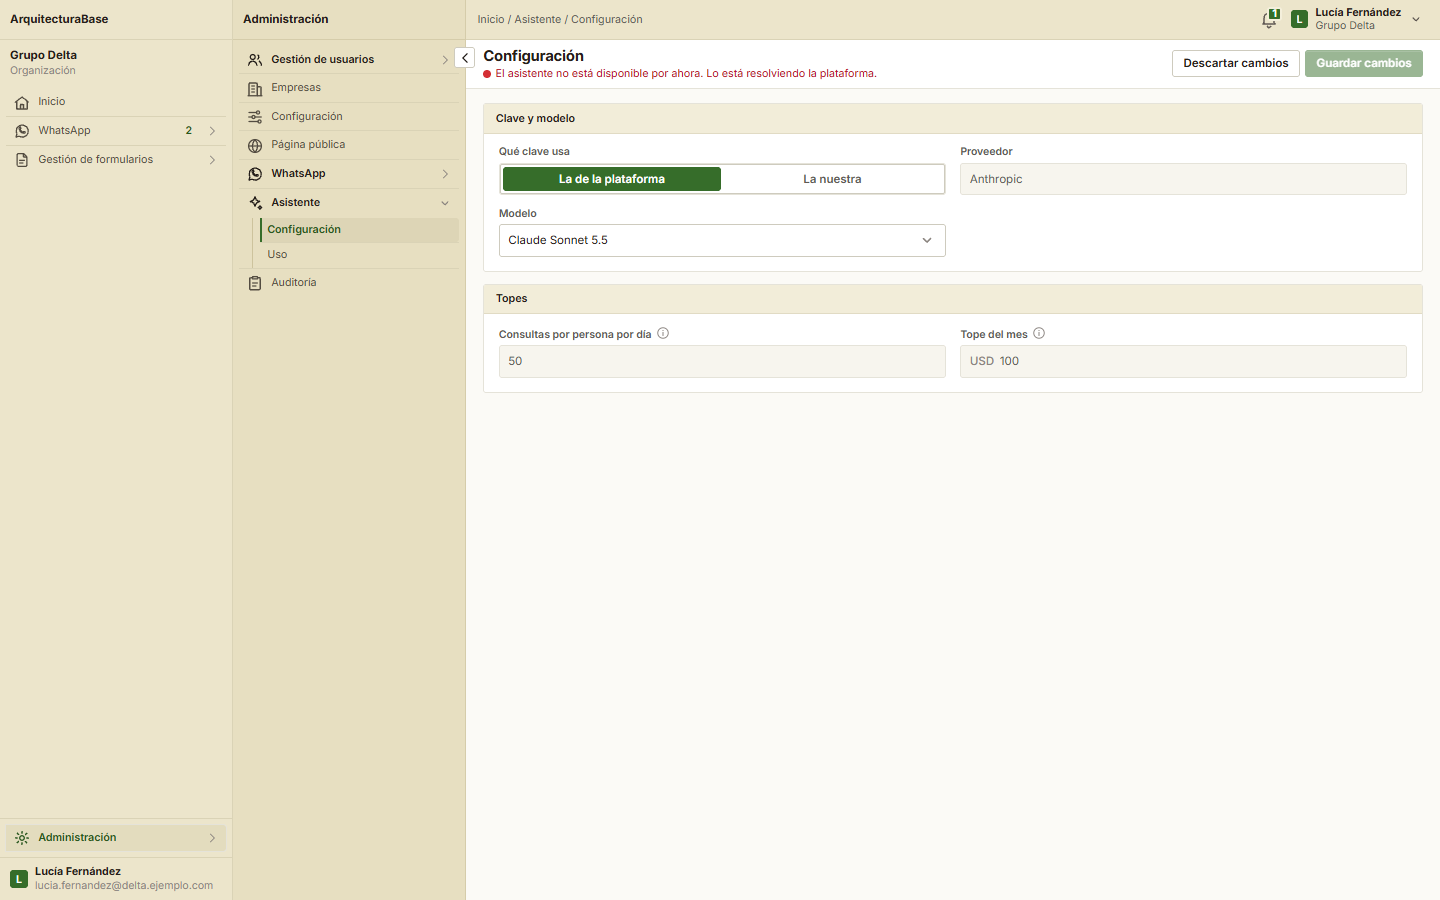 ArquitecturaBase
Grupo Delta
Organización
Inicio
WhatsApp 2
Gestión de formularios
Administración
Lucía Fernández
lucia.fernandez@delta.ejemplo.com
L
Administración
Gestión de usuarios
Empresas
Configuración
Página pública
WhatsApp
Asistente
Configuración
Uso
Auditoría
Inicio / Asistente / Configuración
1
L
Lucía Fernández
Grupo Delta
Configuración
El asistente no está disponible por ahora. Lo está resolviendo la plataforma.
Descartar cambios
Guardar cambios
Clave y modelo
Qué clave usa
La de la plataforma
La nuestra
Proveedor
Anthropic
Modelo
Claude Sonnet 5.5
Topes
Consultas por persona por día
50
Tope del mes
USD 100